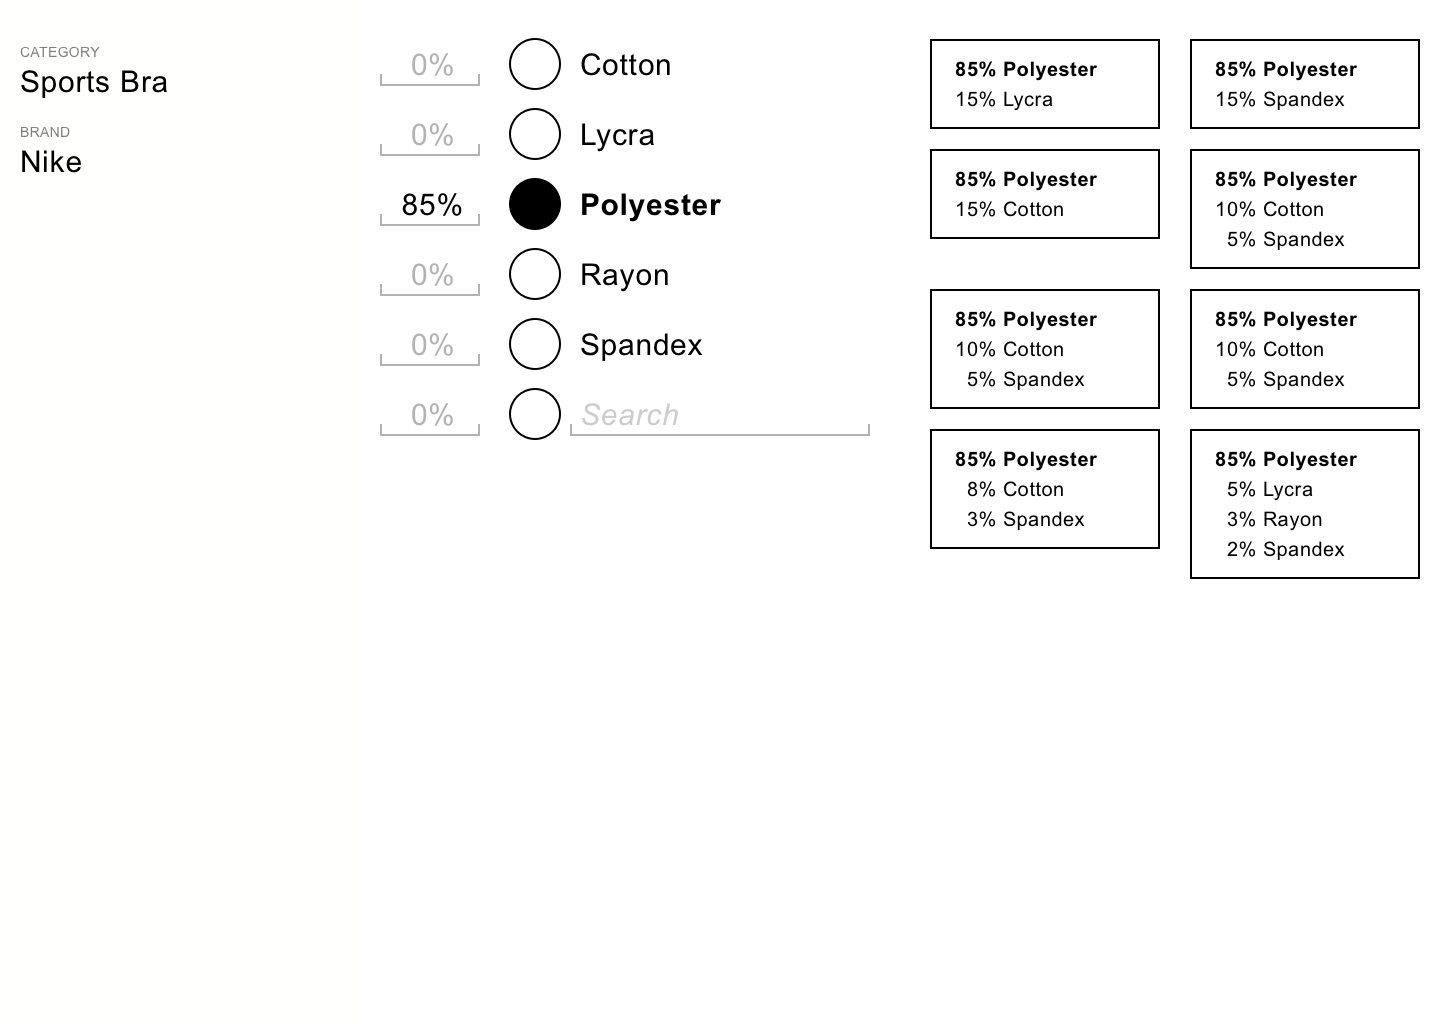 CATEGORY
Sports Bra
BRAND
Nike
0% Cotton
0% Lycra
85% Polyester
0% Rayon
0% Spandex
0% Search
85% Polyester
15% Lycra
85% Polyester
15% Spandex
85% Polyester
15% Cotton
85% Polyester
10% Cotton
5% Spandex
85% Polyester
10% Cotton
5% Spandex
85% Polyester
10% Cotton
5% Spandex
85% Polyester
8% Cotton
3% Spandex
85% Polyester
5% Lycra
3% Rayon
2% Spandex